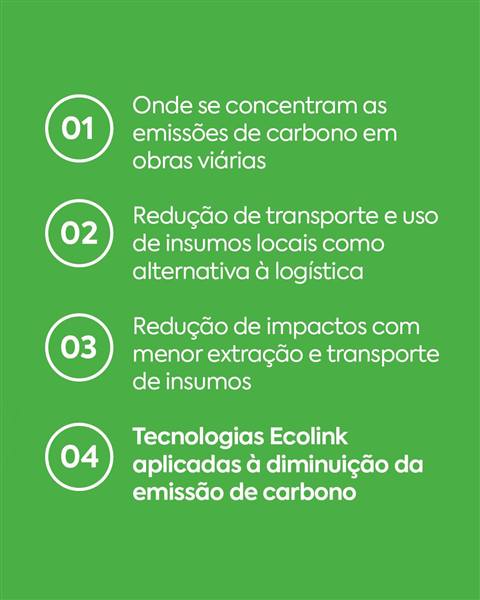 01
Onde se concentram as
emissões de carbono em
obras viárias
02
Redução de transporte e uso
de insumos locais como
alternativa à logística
03
Redução de impactos com
menor extração e transporte
de insumos
04
Tecnologias Ecolink
aplicadas à diminuição da
emissão de carbono